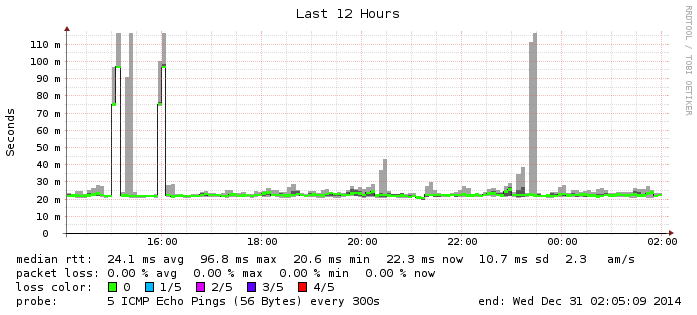 Last 12 Hours
RRDTOOL / TOBI OETIKER
Seconds
110 m
100 m
90 m
80 m
70 m
60 m
50 m
40 m
30 m
20 m
10 m
0
16:00 18:00 20:00 22:00 00:00 02:00
median rtt: 24.1 ms avg 96.8 ms max 20.6 ms min 22.3 ms now 10.7 ms sd 2.3 am/s
packet loss: 0.00 % avg 0.00 % max 0.00 % min 0.00 % now
loss color: 0 1/5 2/5 3/5 4/5
probe: 5 ICMP Echo Pings (56 Bytes) every 300s end: Wed Dec 31 02:05:09 2014